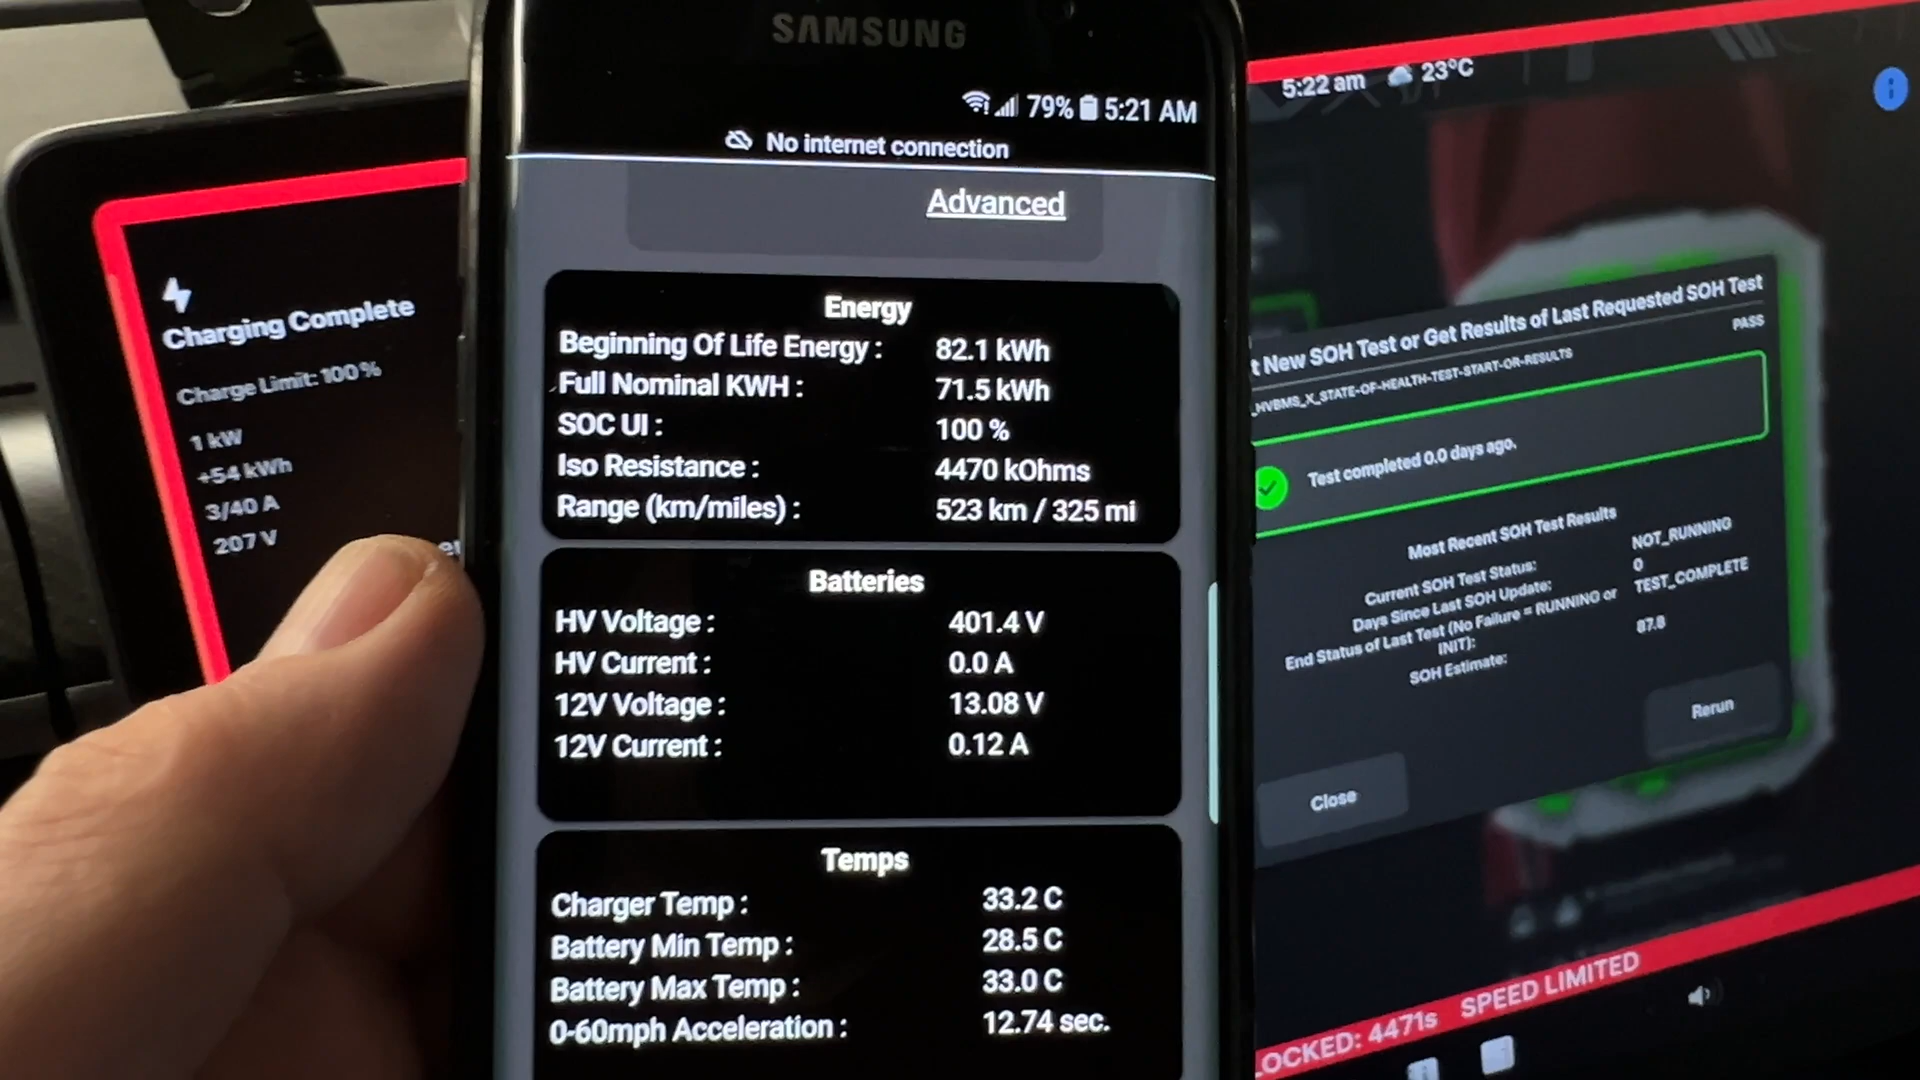 Charging Complete
Charge Limit: 100%
1 kW
+54 kWh
3/40 A
207 V
SAMSUNG
79% 5:21 AM
No internet connection
Advanced
Energy
Beginning Of Life Energy : 82.1 kWh
Full Nominal KWH : 71.5 kWh
SOC UI : 100 %
Iso Resistance : 4470 kOhms
Range (km/miles) : 523 km / 325 mi
Batteries
HV Voltage : 401.4 V
HV Current : 0.0 A
12V Voltage : 13.08 V
12V Current : 0.12 A
Temps
Charger Temp : 33.2 C
Battery Min Temp : 28.5 C
Battery Max Temp : 33.0 C
0-60mph Acceleration : 12.74 sec.
5:22 am 23°C
t New SOH Test or Get Results of Last Requested SOH Test
PASS
_HVBMS_X_STATE-OF-HEALTH-TEST-START-OR-RESULTS
Test completed 0.0 days ago.
Most Recent SOH Test Results
Current SOH Test Status: NOT_RUNNING
Days Since Last SOH Update: 0
End Status of Last Test (No Failure = RUNNING or INIT): TEST_COMPLETE
SOH Estimate: 87.8
Rerun
Close
OCKED: 4471s SPEED LIMITED